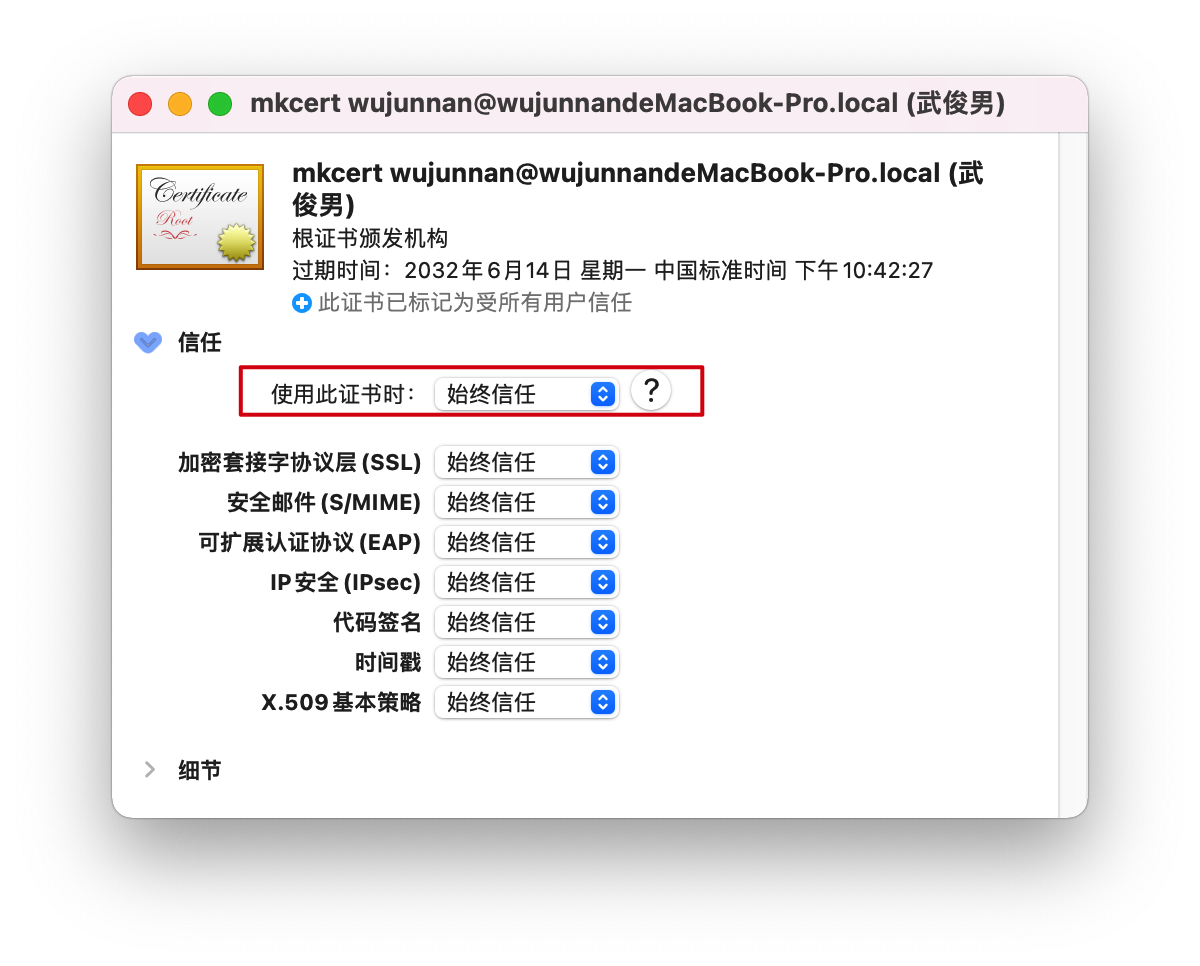 mkcert wujunnan@wujunnandeMacBook-Pro.local (武俊男)
Certificate
Root
mkcert wujunnan@wujunnandeMacBook-Pro.local (武
俊男)
根证书颁发机构
过期时间：2032年6月14日 星期一 中国标准时间 下午10:42:27
此证书已标记为受所有用户信任
信任
使用此证书时： 始终信任 ?
加密套接字协议层 (SSL) 始终信任
安全邮件 (S/MIME) 始终信任
可扩展认证协议 (EAP) 始终信任
IP 安全 (IPsec) 始终信任
代码签名 始终信任
时间戳 始终信任
X.509 基本策略 始终信任
细节